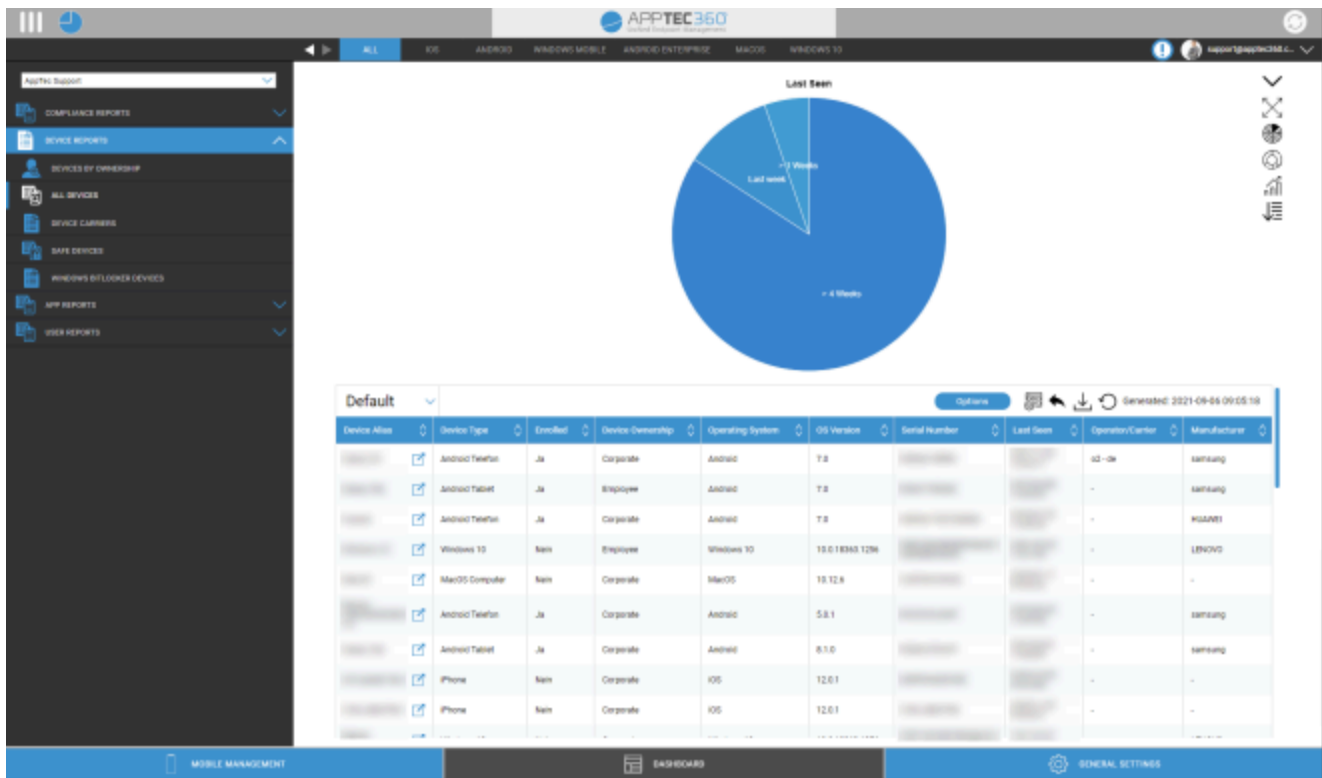 APPTEC360
Unified Endpoint Management
ALL IOS ANDROID WINDOWS MOBILE ANDROID ENTERPRISE MACOS WINDOWS 10 support@apptec360.c...
AppTec Support
COMPLIANCE REPORTS
DEVICE REPORTS
DEVICES BY OWNERSHIP
ALL DEVICES
DEVICE CARRIERS
SAFE DEVICES
WINDOWS BITLOCKER DEVICES
APP REPORTS
USER REPORTS
Last Seen
Weeks
Last week
4 Weeks
Default Options Generated: 2021-09-06 09:05:18
Device Alias Device Type Enrolled Device Ownership Operating System OS Version Serial Number Last Seen Operator/Carrier Manufacturer
Android Telefon Ja Corporate Android 7.0 o2 - de samsung
Android Tablet Ja Employee Android 7.0 - samsung
Android Telefon Ja Corporate Android 7.0 - HUAWEI
Windows 10 Nein Employee Windows 10 10.0.18363.1256 - LENOVO
MacOS Computer Nein Corporate MacOS 10.12.6 - -
Android Telefon Ja Corporate Android 5.0.1 - samsung
Android Tablet Ja Corporate Android 8.1.0 - samsung
iPhone Nein Corporate iOS 12.0.1 - -
iPhone Nein Corporate iOS 12.0.1 - -
MOBILE MANAGEMENT DASHBOARD GENERAL SETTINGS